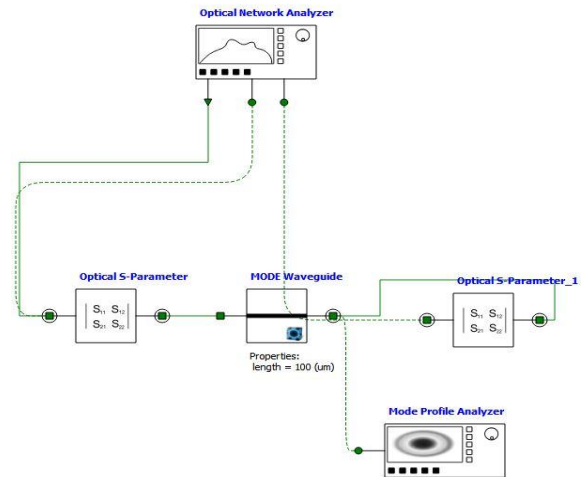 Optical Network Analyzer
Optical S-Parameter
MODE Waveguide
Optical S-Parameter_1
S₁₁ S₁₂
S₂₁ S₂₂
S₁₁ S₁₂
S₂₁ S₂₂
Properties:
length = 100 (um)
Mode Profile Analyzer